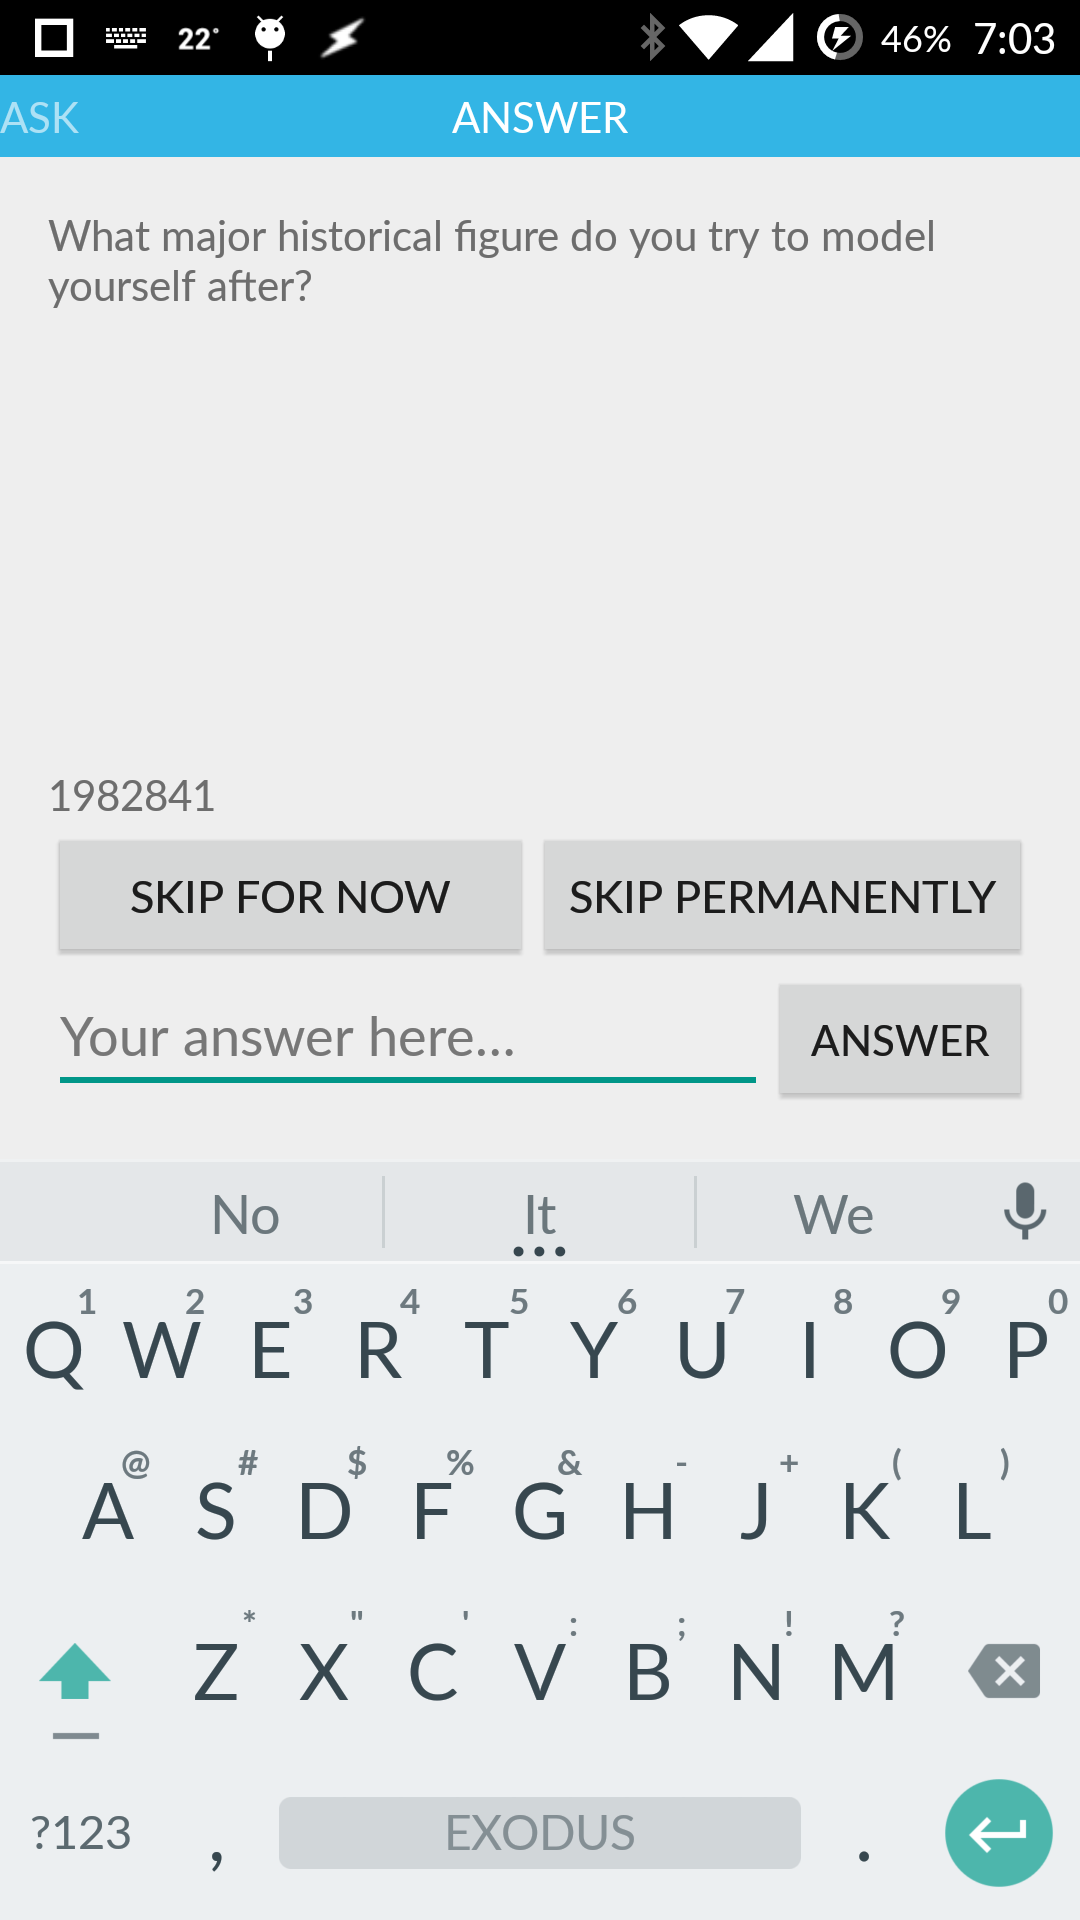 22° 46% 7:03
ASK ANSWER
What major historical figure do you try to model
yourself after?
1982841
SKIP FOR NOW SKIP PERMANENTLY
Your answer here... ANSWER
No It We
1 2 3 4 5 6 7 8 9 0
Q W E R T Y U I O P
@ # $ % & - + ( )
A S D F G H J K L
* " ' : ; ! ?
Z X C V B N M
?123 , EXODUS .